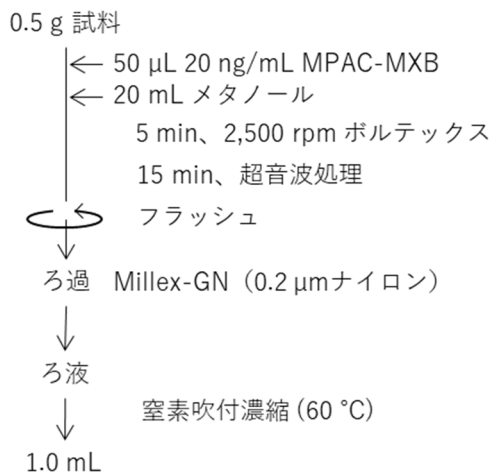 0.5 g 試料
50 µL 20 ng/mL MPAC-MXB
20 mL メタノール
5 min、2,500 rpm ボルテックス
15 min、超音波処理
フラッシュ
ろ過 Millex-GN（0.2 µmナイロン）
ろ液
窒素吹付濃縮 (60 °C)
1.0 mL